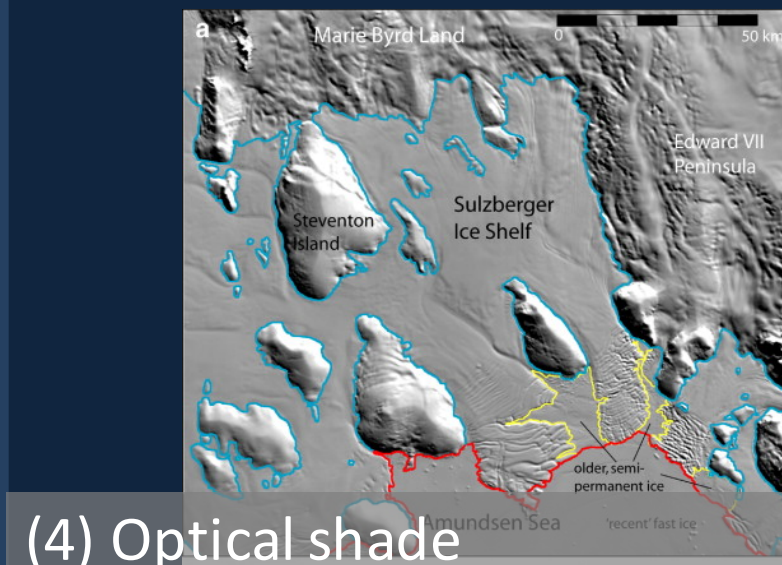 a
Marie Byrd Land
0
50 km
Edward VII
Peninsula
Sulzberger
Ice Shelf
Steventon
Island
older, semi-
permanent ice
Amundsen Sea
'recent' fast ice
(4) Optical shade